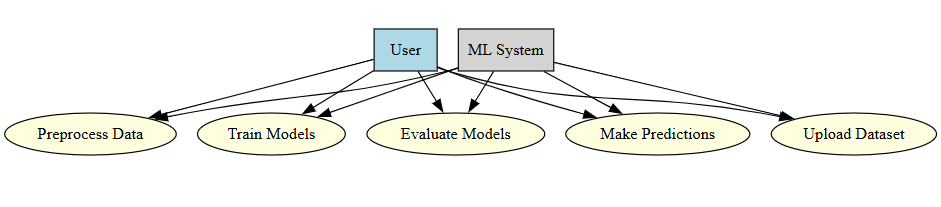 User
ML System
Preprocess Data
Train Models
Evaluate Models
Make Predictions
Upload Dataset